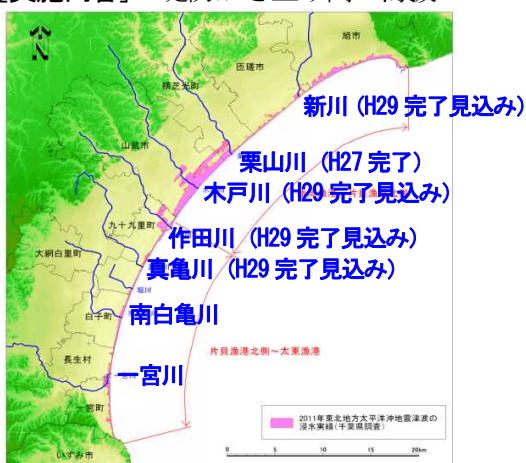 旭市
匝瑳市
横芝光町
新川（H29 完了見込み）
山武市
栗山川（H27 完了）
木戸川（H29 完了見込み）
九十九里町
作田川（H29 完了見込み）
大網白里町
真亀川（H29 完了見込み）
堀川
南白亀川
白子町
片貝漁港北側～太東漁港
長生村
一宮川
一宮町
2011年東北地方太平洋沖地震津波の
浸水実績（千葉県調査）
いすみ市
0 5 10 20km